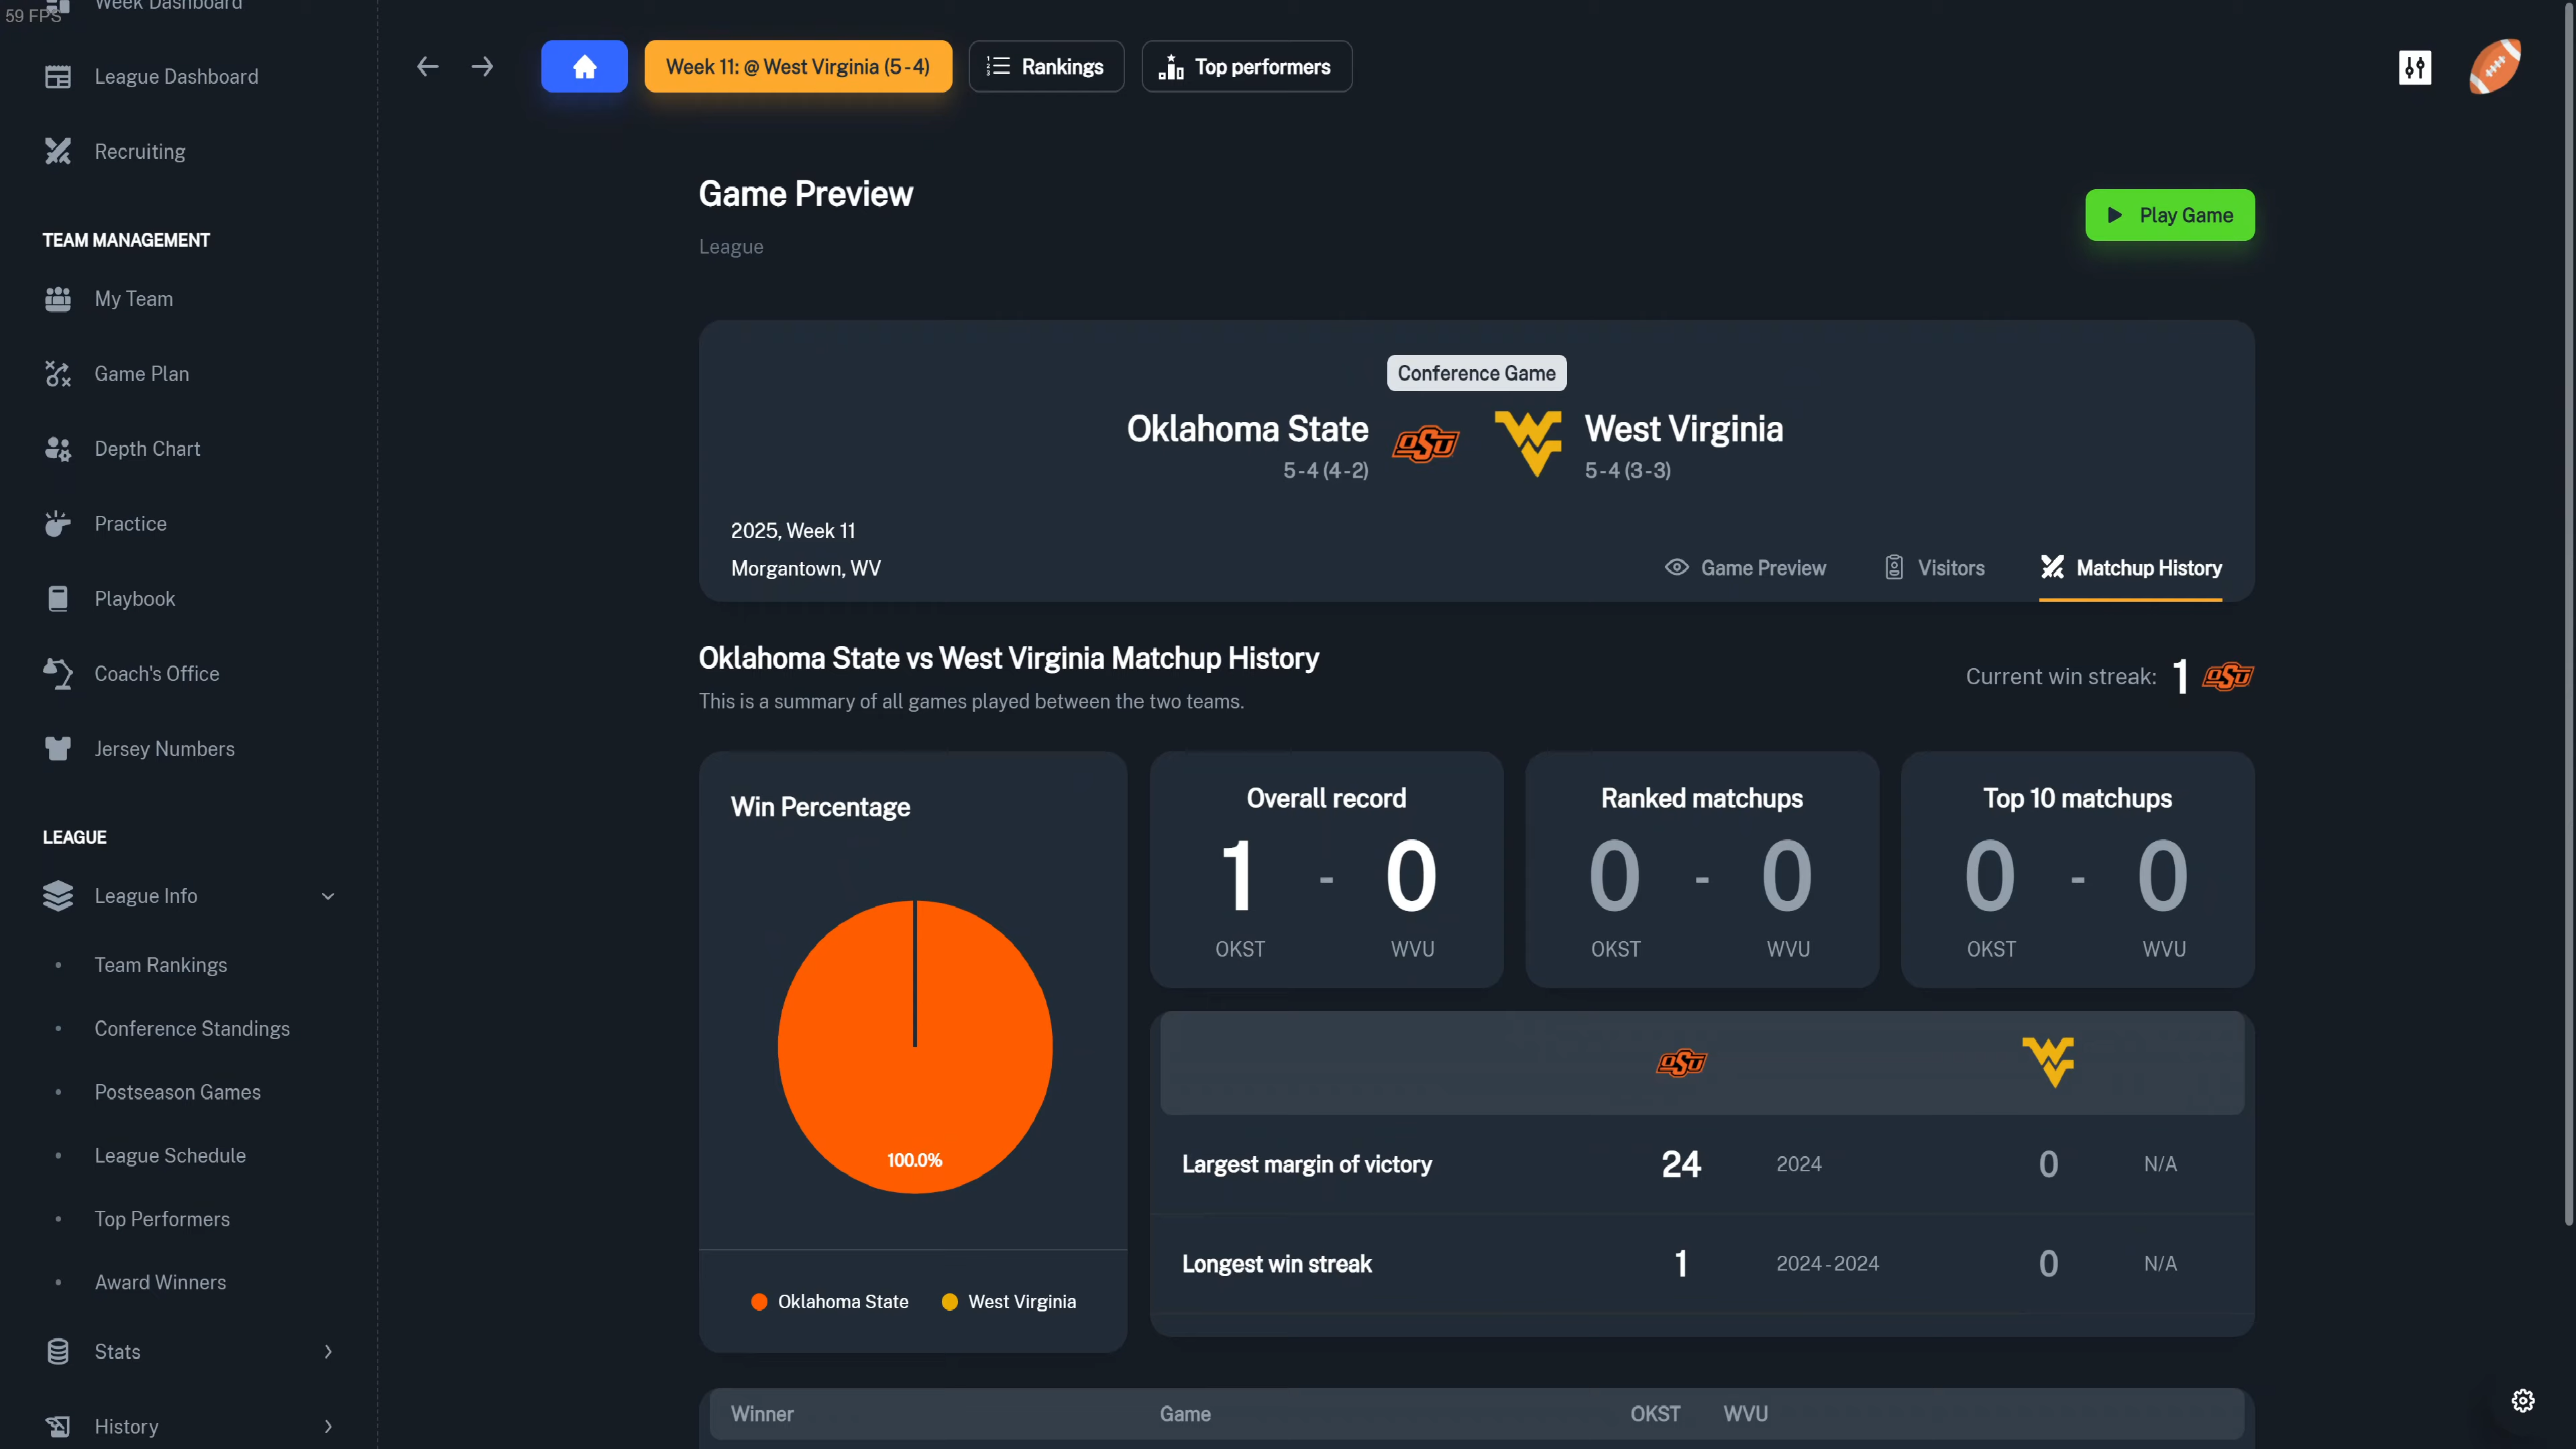 59 FPS
Week Dashboard
League Dashboard
Recruiting
TEAM MANAGEMENT
My Team
Game Plan
Depth Chart
Practice
Playbook
Coach's Office
Jersey Numbers
LEAGUE
League Info
Team Rankings
Conference Standings
Postseason Games
League Schedule
Top Performers
Award Winners
Stats
History
Week 11: @ West Virginia (5-4)
Rankings
Top performers
Game Preview
League
Play Game
Conference Game
Oklahoma State
5-4 (4-2)
OSU
WV
West Virginia
5-4 (3-3)
2025, Week 11
Morgantown, WV
Game Preview
Visitors
Matchup History
Oklahoma State vs West Virginia Matchup History
This is a summary of all games played between the two teams.
Current win streak: 1 OSU
Win Percentage
100.0%
Oklahoma State
West Virginia
Overall record
1 - 0
OKST WVU
Ranked matchups
0 - 0
OKST WVU
Top 10 matchups
0 - 0
OKST WVU
OSU WV
Largest margin of victory 24 2024 0 N/A
Longest win streak 1 2024-2024 0 N/A
Winner Game OKST WVU